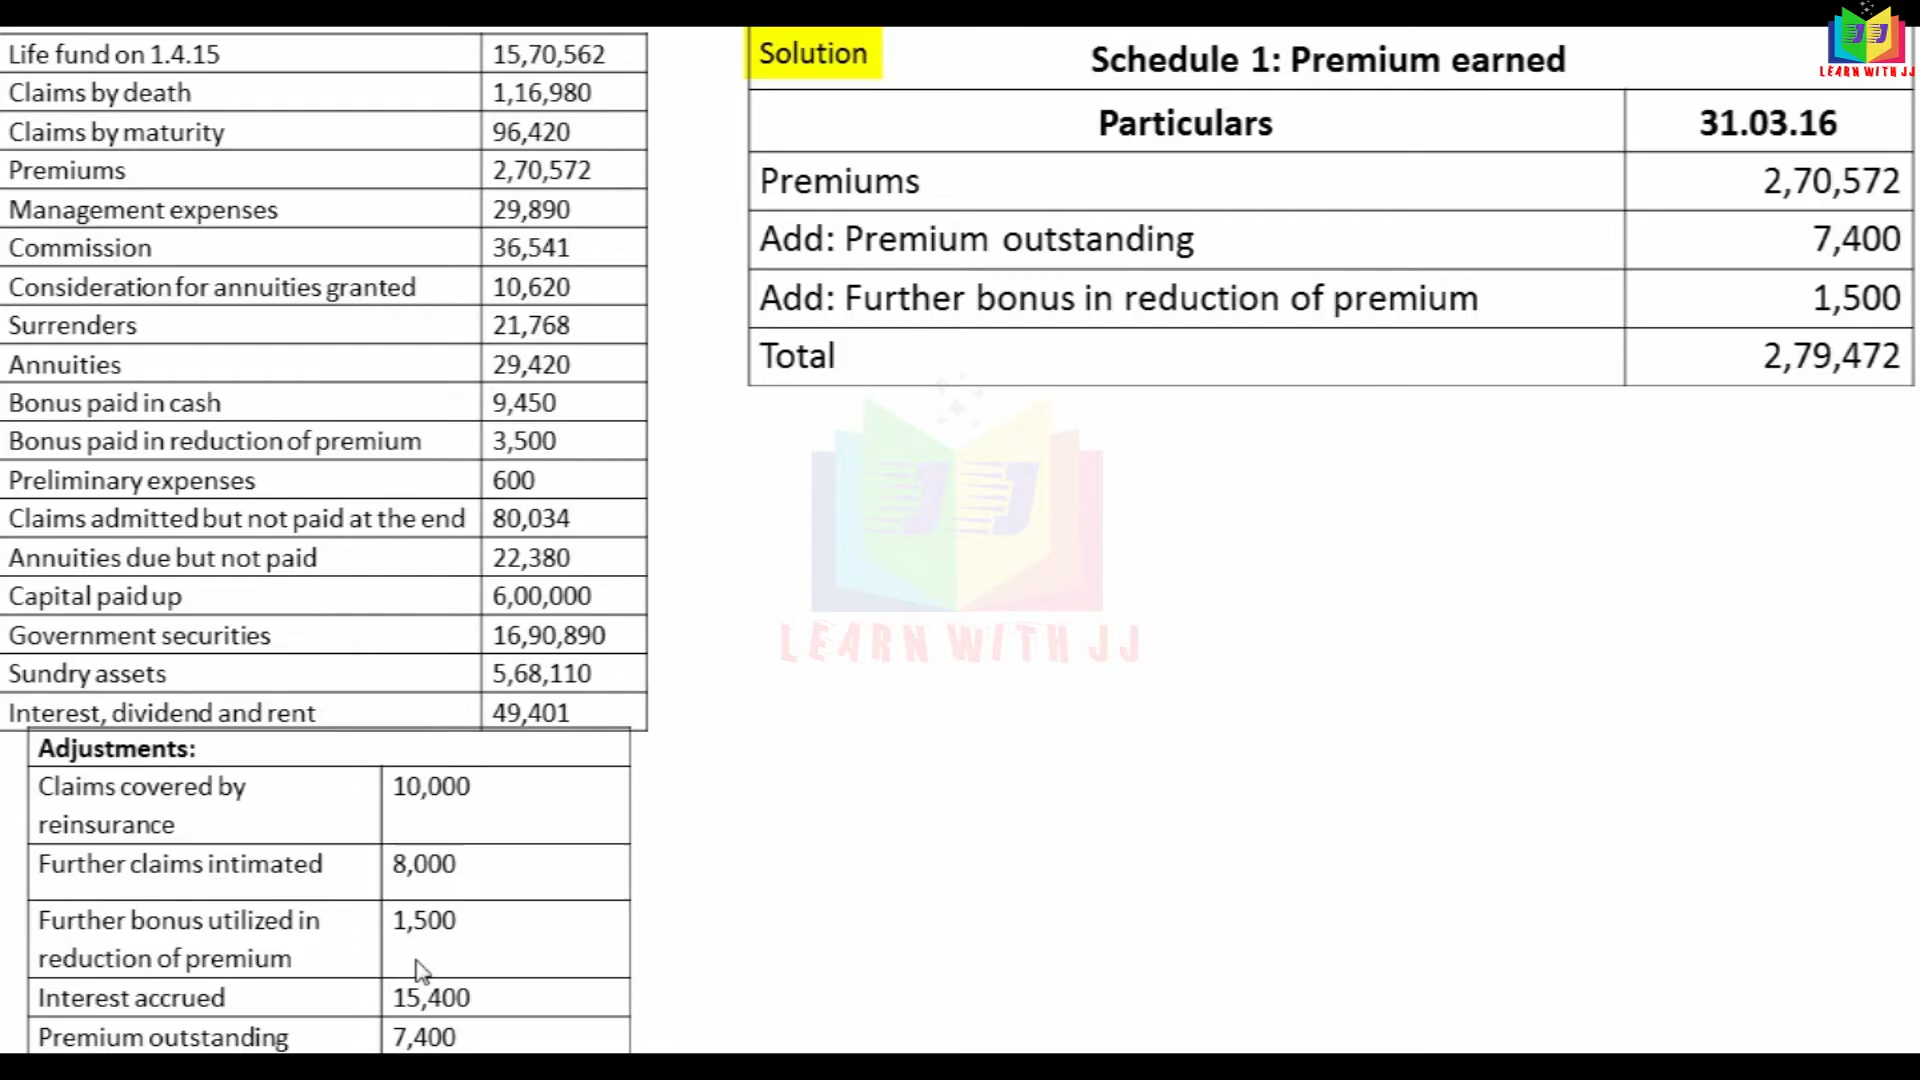 Life fund on 1.4.15 15,70,562
Claims by death 1,16,980
Claims by maturity 96,420
Premiums 2,70,572
Management expenses 29,890
Commission 36,541
Consideration for annuities granted 10,620
Surrenders 21,768
Annuities 29,420
Bonus paid in cash 9,450
Bonus paid in reduction of premium 3,500
Preliminary expenses 600
Claims admitted but not paid at the end 80,034
Annuities due but not paid 22,380
Capital paid up 6,00,000
Government securities 16,90,890
Sundry assets 5,68,110
Interest, dividend and rent 49,401
Adjustments:
Claims covered by 10,000
reinsurance
Further claims intimated 8,000
Further bonus utilized in 1,500
reduction of premium
Interest accrued 15,400
Premium outstanding 7,400
Solution
Schedule 1: Premium earned
Particulars 31.03.16
Premiums 2,70,572
Add: Premium outstanding 7,400
Add: Further bonus in reduction of premium 1,500
Total 2,79,472
JJ
LEARN WITH JJ
JJ
LEARN WITH JJ